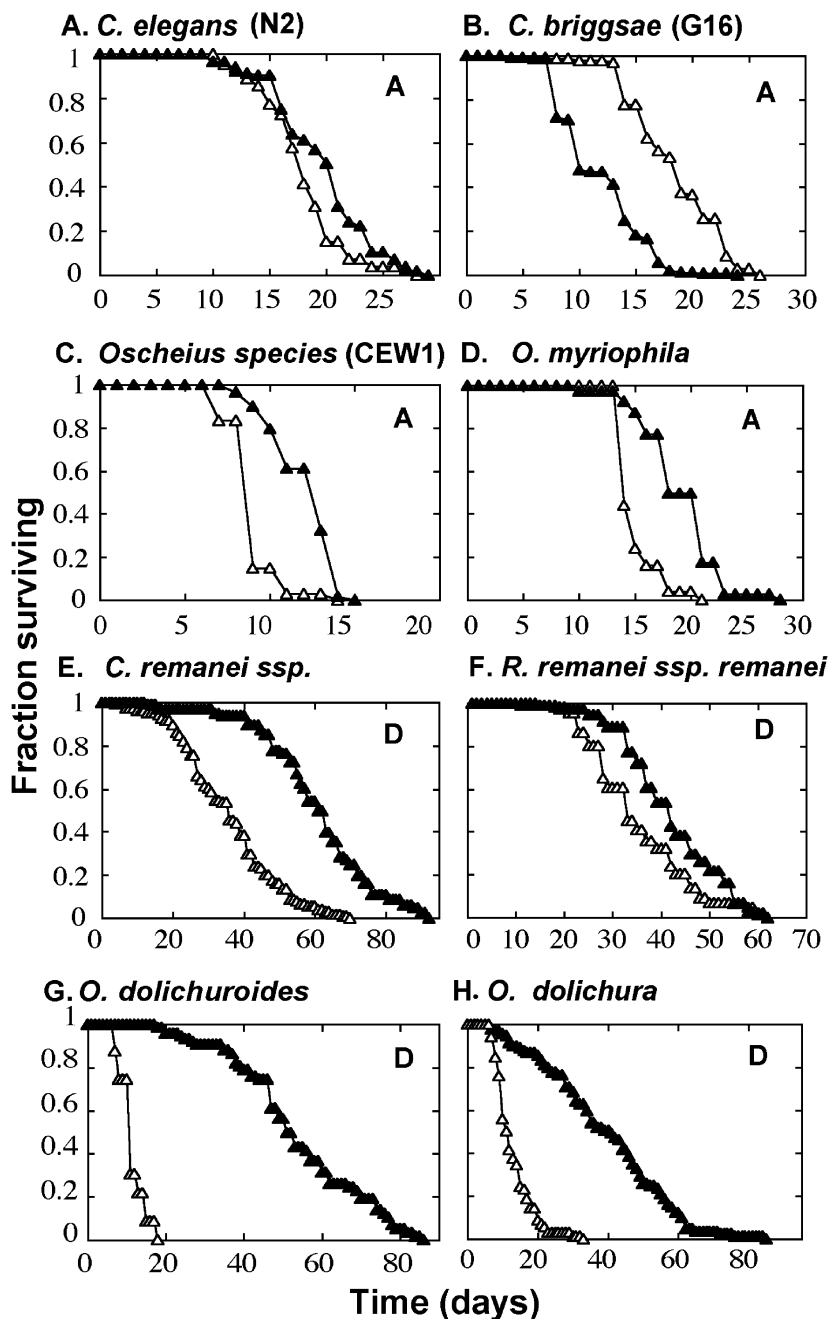 A. C. elegans (N2)
B. C. briggsae (G16)
1
0.8
0.6
0.4
0.2
0
A
A
0 5 10 15 20 25
0 5 10 15 20 25 30
C. Oscheius species (CEW1)
D. O. myriophila
1
0.8
0.6
0.4
0.2
0
A
A
0 5 10 15 20
0 5 10 15 20 25 30
Fraction surviving
E. C. remanei ssp.
F. R. remanei ssp. remanei
1
0.8
0.6
0.4
0.2
0
D
D
0 20 40 60 80
0 10 20 30 40 50 60 70
G. O. dolichuroides
H. O. dolichura
1
0.8
0.6
0.4
0.2
0
D
D
0 20 40 60 80
0 20 40 60 80
Time (days)